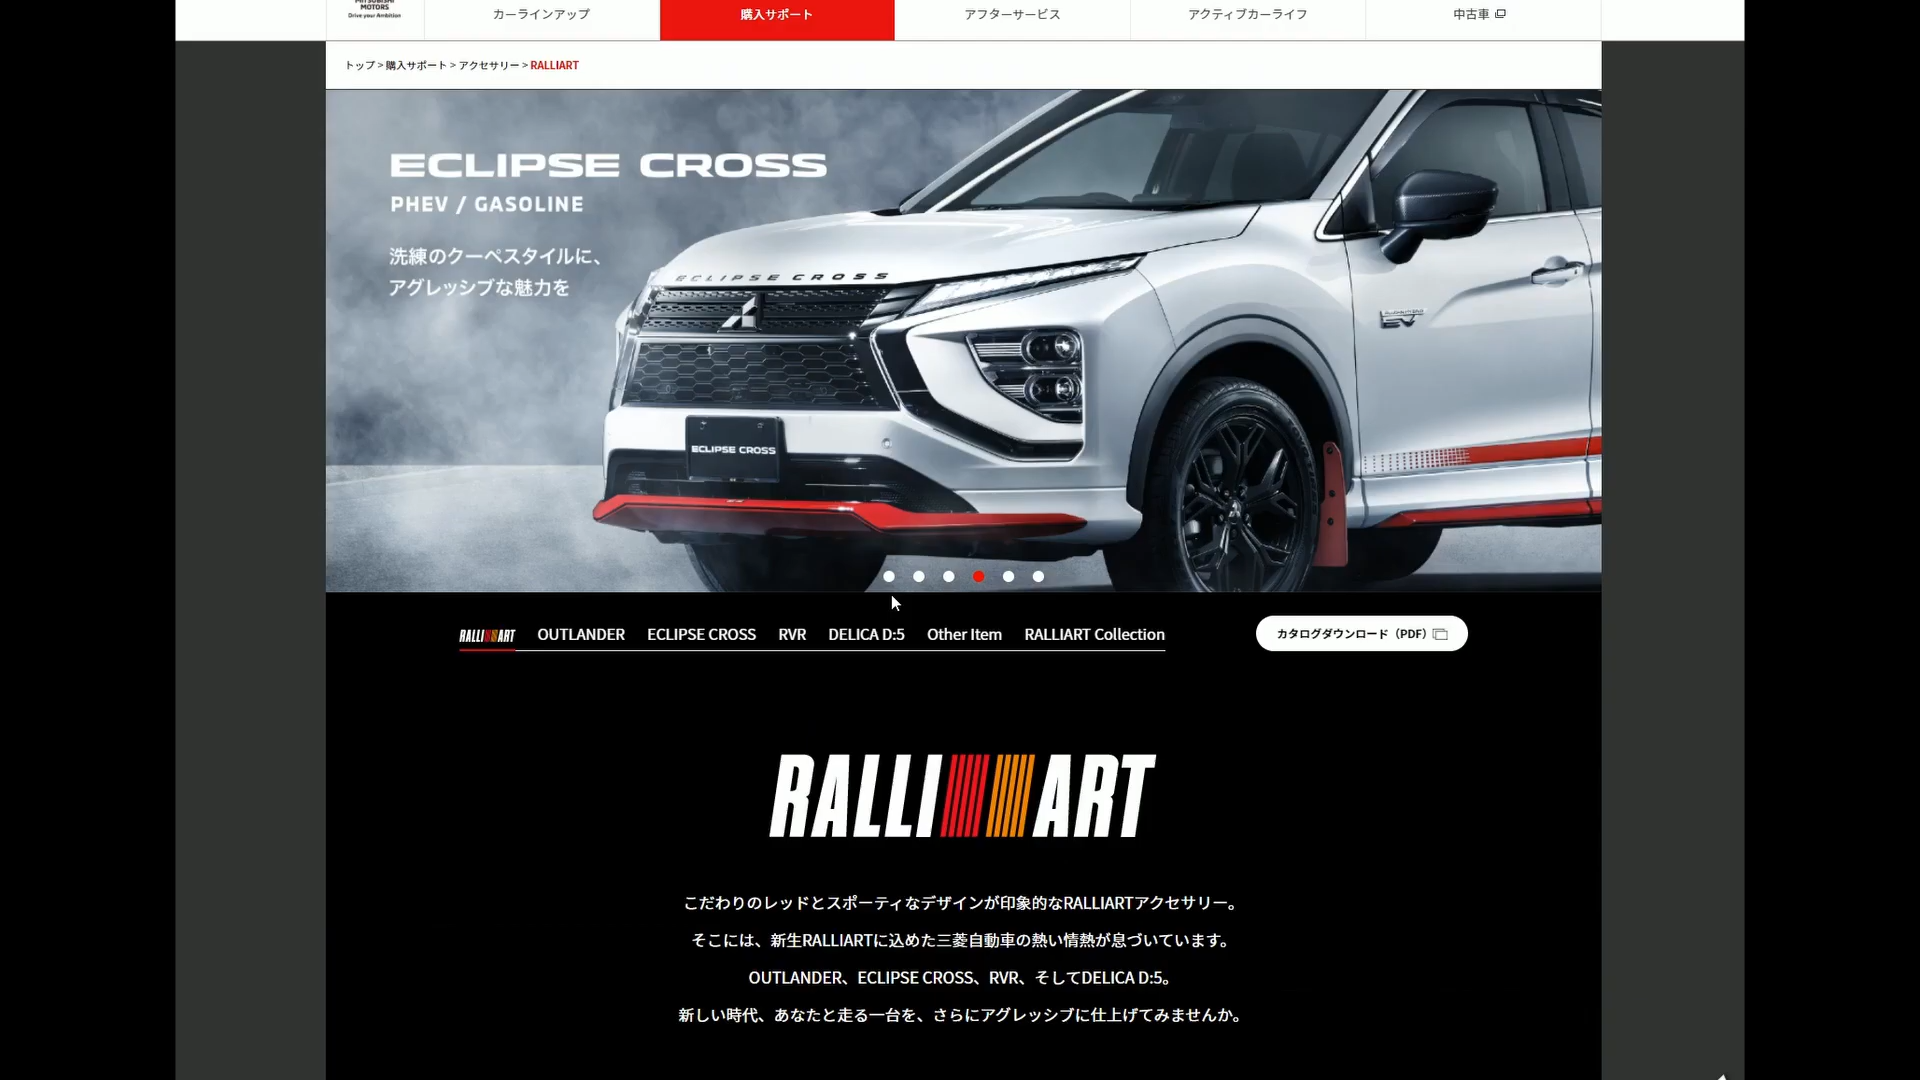 MITSUBISHI
MOTORS
Drive your Ambition
カーラインアップ
購入サポート
アフターサービス
アクティブカーライフ
中古車
トップ > 購入サポート > アクセサリー > RALLIART
ECLIPSE CROSS
PHEV / GASOLINE
洗練のクーペスタイルに、
アグレッシブな魅力を
ECLIPSE CROSS
EV
ECLIPSE CROSS
RALLIART OUTLANDER ECLIPSE CROSS RVR DELICA D:5 Other Item RALLIART Collection
カタログダウンロード（PDF）
RALLIART
こだわりのレッドとスポーティなデザインが印象的なRALLIARTアクセサリー。
そこには、新生RALLIARTに込めた三菱自動車の熱い情熱が息づいています。
OUTLANDER、ECLIPSE CROSS、RVR、そしてDELICA D:5。
新しい時代、あなたと走る一台を、さらにアグレッシブに仕上げてみませんか。